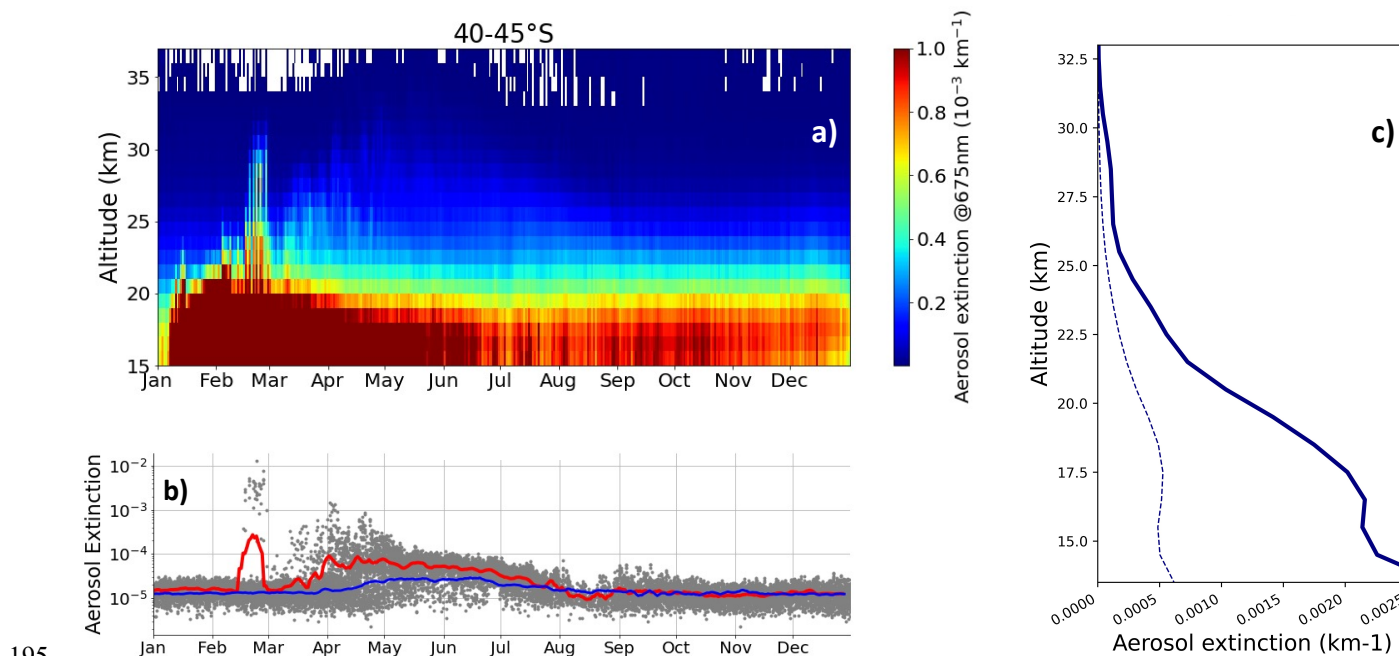 40-45°S
Altitude (km)
35
30
25
20
15
a)
Jan Feb Mar Apr May Jun Jul Aug Sep Oct Nov Dec
1.0
0.8
0.6
0.4
0.2
Aerosol extinction @675nm (10⁻³ km⁻¹)
Aerosol Extinction
10⁻²
10⁻³
10⁻⁴
10⁻⁵
b)
Jan Feb Mar Apr May Jun Jul Aug Sep Oct Nov Dec
Altitude (km)
32.5
30.0
27.5
25.0
22.5
20.0
17.5
15.0
c)
0.0000 0.0005 0.0010 0.0015 0.0020 0.0025
Aerosol extinction (km-1)
195